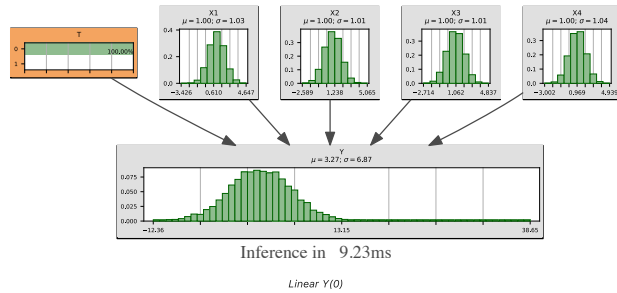 T
0
1
100.00%
X1
μ = 1.00; σ = 1.03
0.4
0.2
0.0
−3.426 0.610 4.647
X2
μ = 1.00; σ = 1.01
0.4
0.2
0.0
−2.589 1.238 5.065
X3
μ = 1.00; σ = 1.01
0.3
0.2
0.1
0.0
−2.714 1.062 4.837
X4
μ = 1.00; σ = 1.04
0.3
0.2
0.1
0.0
−3.002 0.969 4.939
Y
μ = 3.27; σ = 6.87
0.075
0.050
0.025
0.000
−12.36 13.15 38.65
Inference in 9.23ms
Linear Y(0)